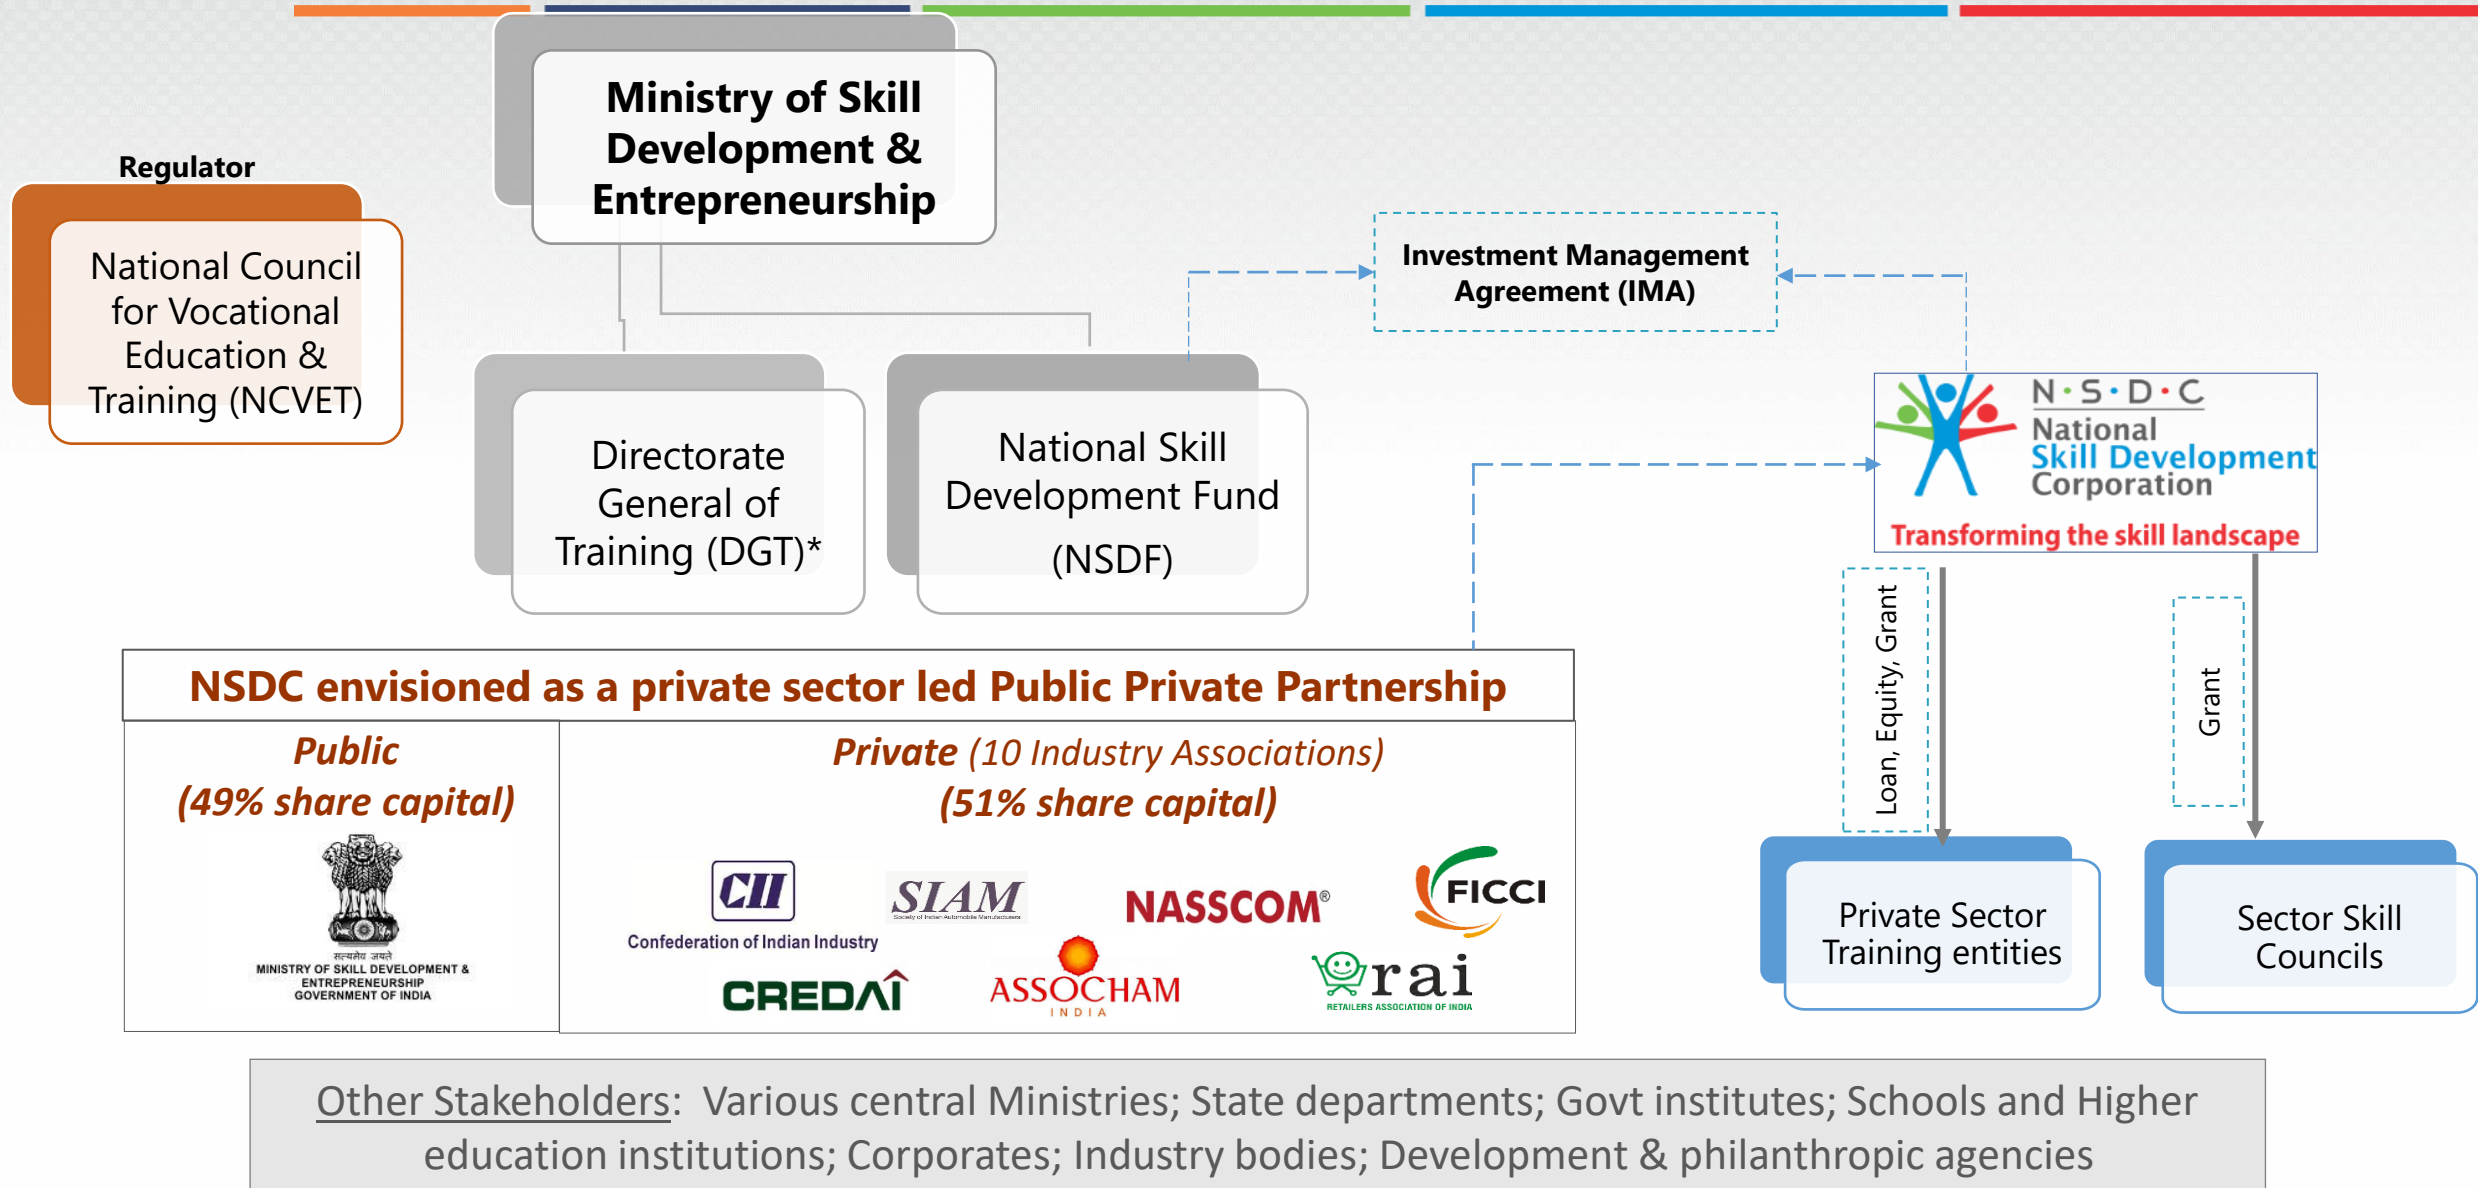 Ministry of Skill
Development &
Entrepreneurship
Regulator
National Council
for Vocational
Education &
Training (NCVET)
Investment Management
Agreement (IMA)
Directorate
General of
Training (DGT)*
National Skill
Development Fund
(NSDF)
N·S·D·C
National
Skill Development
Corporation
Transforming the skill landscape
Loan, Equity, Grant
Grant
NSDC envisioned as a private sector led Public Private Partnership
Public
(49% share capital)
सत्यमेव जयते
MINISTRY OF SKILL DEVELOPMENT &
ENTREPRENEURSHIP
GOVERNMENT OF INDIA
Private (10 Industry Associations)
(51% share capital)
CII
Confederation of Indian Industry
SIAM
Society of Indian Automobile Manufacturers
NASSCOM®
FICCI
CREDAI
ASSOCHAM
INDIA
rai
RETAILERS ASSOCIATION OF INDIA
Private Sector
Training entities
Sector Skill
Councils
Other Stakeholders: Various central Ministries; State departments; Govt institutes; Schools and Higher
education institutions; Corporates; Industry bodies; Development & philanthropic agencies